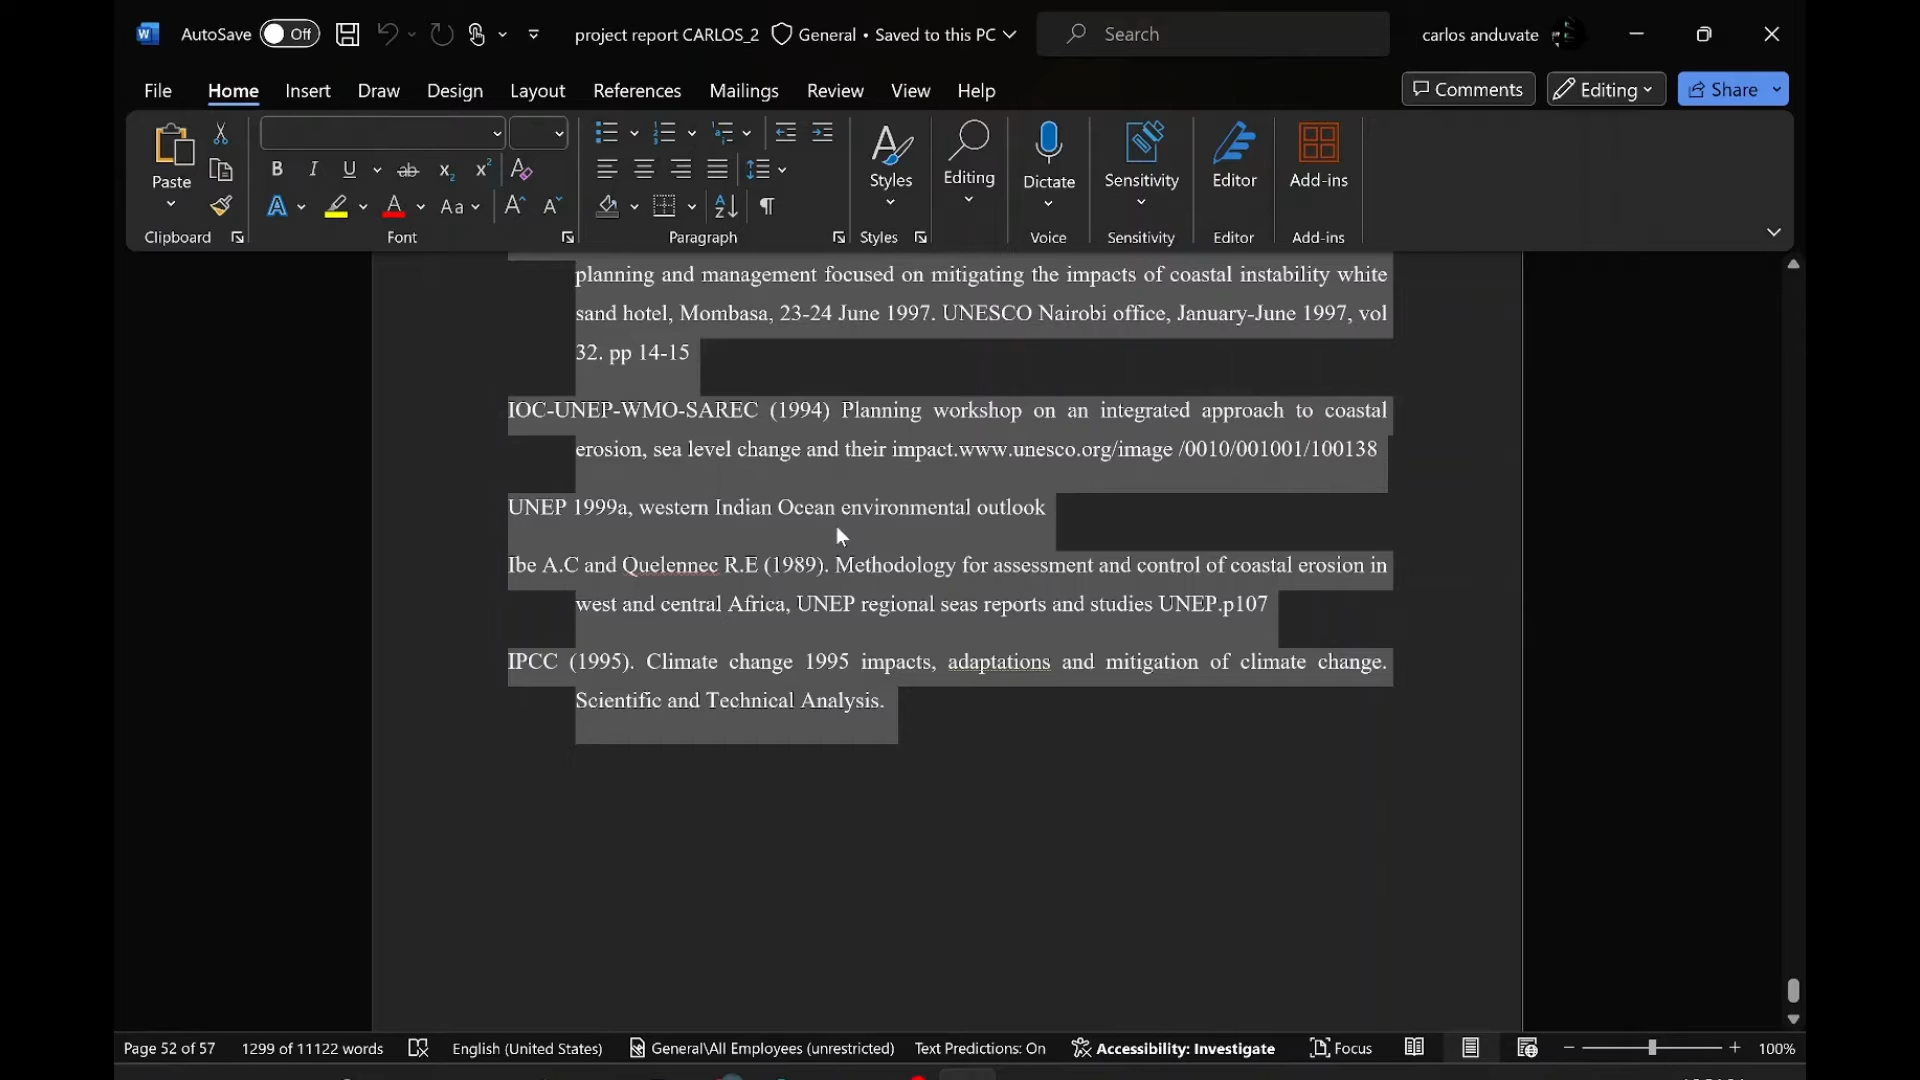 AutoSave Off project report CARLOS_2 General • Saved to this PC Search carlos anduvate
File Home Insert Draw Design Layout References Mailings Review View Help Comments Editing Share
Paste
B I U ab x₂ x² A
A A Aa A A
Styles
Editing
Dictate
Sensitivity
Editor
Add-ins
Clipboard Font Paragraph Styles Voice Sensitivity Editor Add-ins
planning and management focused on mitigating the impacts of coastal instability white
sand hotel, Mombasa, 23-24 June 1997. UNESCO Nairobi office, January-June 1997, vol
32. pp 14-15
IOC-UNEP-WMO-SAREC (1994) Planning workshop on an integrated approach to coastal
erosion, sea level change and their impact.www.unesco.org/image /0010/001001/100138
UNEP 1999a, western Indian Ocean environmental outlook
Ibe A.C and Quelennec R.E (1989). Methodology for assessment and control of coastal erosion in
west and central Africa, UNEP regional seas reports and studies UNEP.p107
IPCC (1995). Climate change 1995 impacts, adaptations and mitigation of climate change.
Scientific and Technical Analysis.
Page 52 of 57 1299 of 11122 words English (United States) General\All Employees (unrestricted) Text Predictions: On Accessibility: Investigate Focus 100%